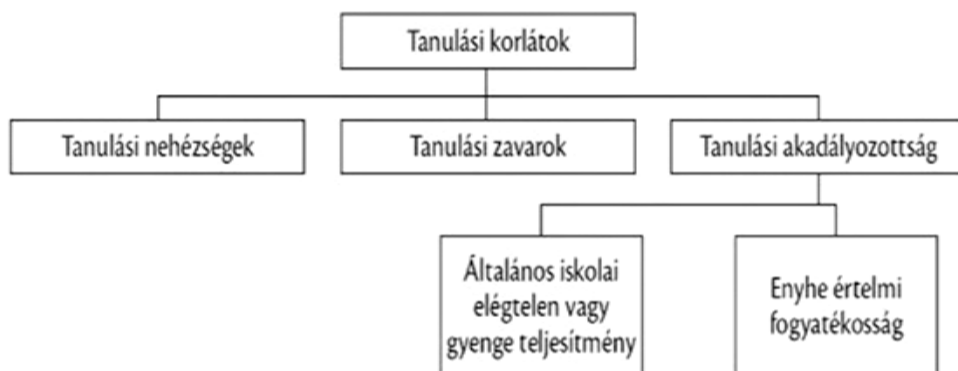 Tanulási korlátok
Tanulási nehézségek
Tanulási zavarok
Tanulási akadályozottság
Általános iskolai
elégtelen vagy
gyenge teljesítmény
Enyhe értelmi
fogyatékosság